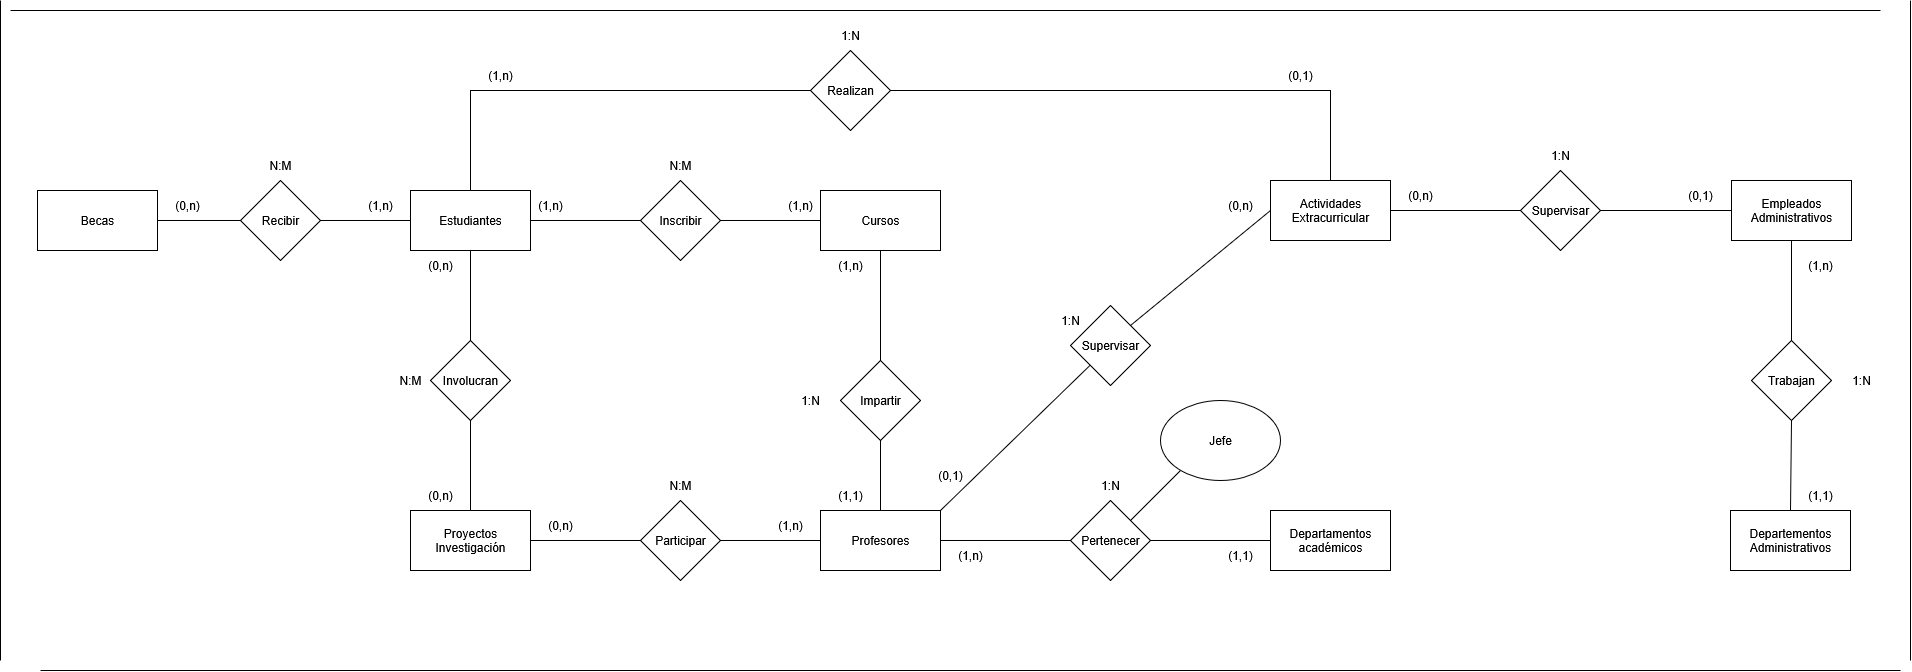 1:N
(1,n)
(0,1)
Realizan
N:M
N:M
1:N
(0,n)
(1,n)
(1,n)
(1,n)
(0,n)
(0,n)
(0,1)
Becas
Recibir
Estudiantes
Inscribir
Cursos
Actividades
Extracurricular
Supervisar
Empleados
Administrativos
(0,n)
(1,n)
(1,n)
1:N
Supervisar
N:M
Involucran
1:N
Impartir
Trabajan
1:N
Jefe
(0,n)
N:M
(1,1)
(0,1)
1:N
(1,1)
Proyectos
Investigación
(0,n)
Participar
(1,n)
Profesores
(1,n)
Pertenecer
(1,1)
Departamentos
académicos
Departementos
Administrativos